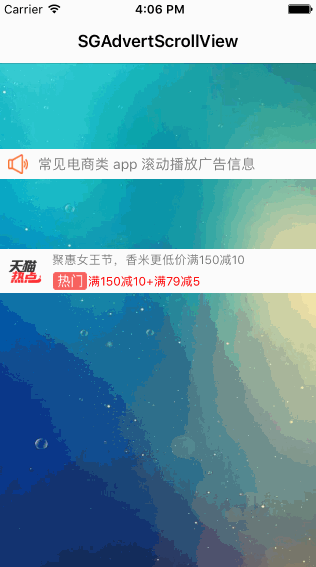 Carrier 4:06 PM
SGAdvertScrollView
常见电商类 app 滚动播放广告信息
天猫
热点
聚惠女王节，香米更低价满150减10
热门 满150减10+满79减5